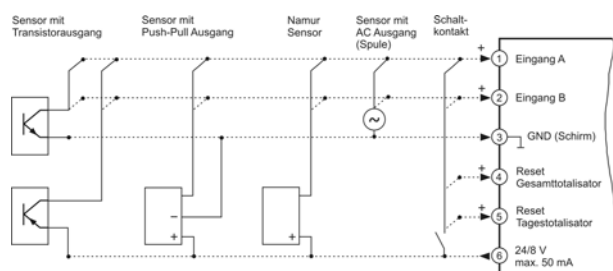 Sensor mit
Transistorausgang
Sensor mit
Push-Pull Ausgang
Namur
Sensor
Sensor mit
AC Ausgang
(Spule)
Schalt-
kontakt
+ 1 Eingang A
+ 2 Eingang B
3 GND (Schirm)
+ 4 Reset
Gesamttotalisator
+ 5 Reset
Tagestotalisator
6 24/8 V
max. 50 mA
~
−
+
+